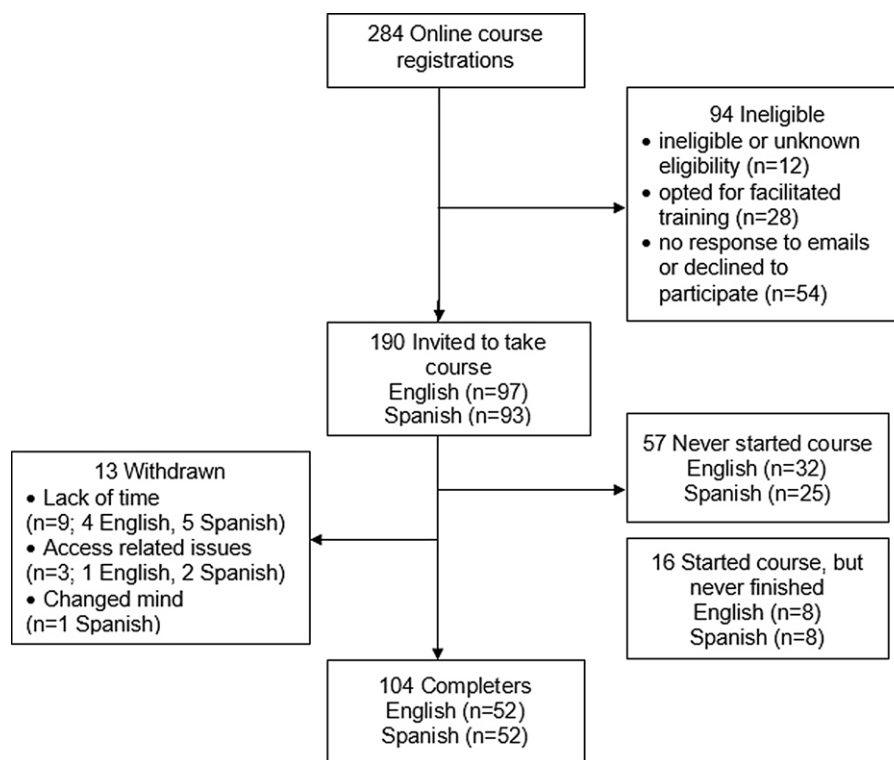 284 Online course
registrations
94 Ineligible
• ineligible or unknown
eligibility (n=12)
• opted for facilitated
training (n=28)
• no response to emails
or declined to
participate (n=54)
190 Invited to take
course
English (n=97)
Spanish (n=93)
57 Never started course
English (n=32)
Spanish (n=25)
13 Withdrawn
• Lack of time
(n=9; 4 English, 5 Spanish)
• Access related issues
(n=3; 1 English, 2 Spanish)
• Changed mind
(n=1 Spanish)
16 Started course, but
never finished
English (n=8)
Spanish (n=8)
104 Completers
English (n=52)
Spanish (n=52)